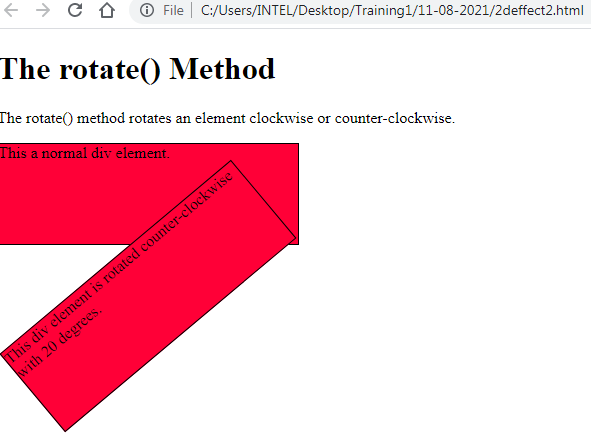 File | C:/Users/INTEL/Desktop/Training1/11-08-2021/2deffect2.html
The rotate() Method
The rotate() method rotates an element clockwise or counter-clockwise.
This a normal div element.
This div element is rotated counter-clockwise
with 20 degrees.